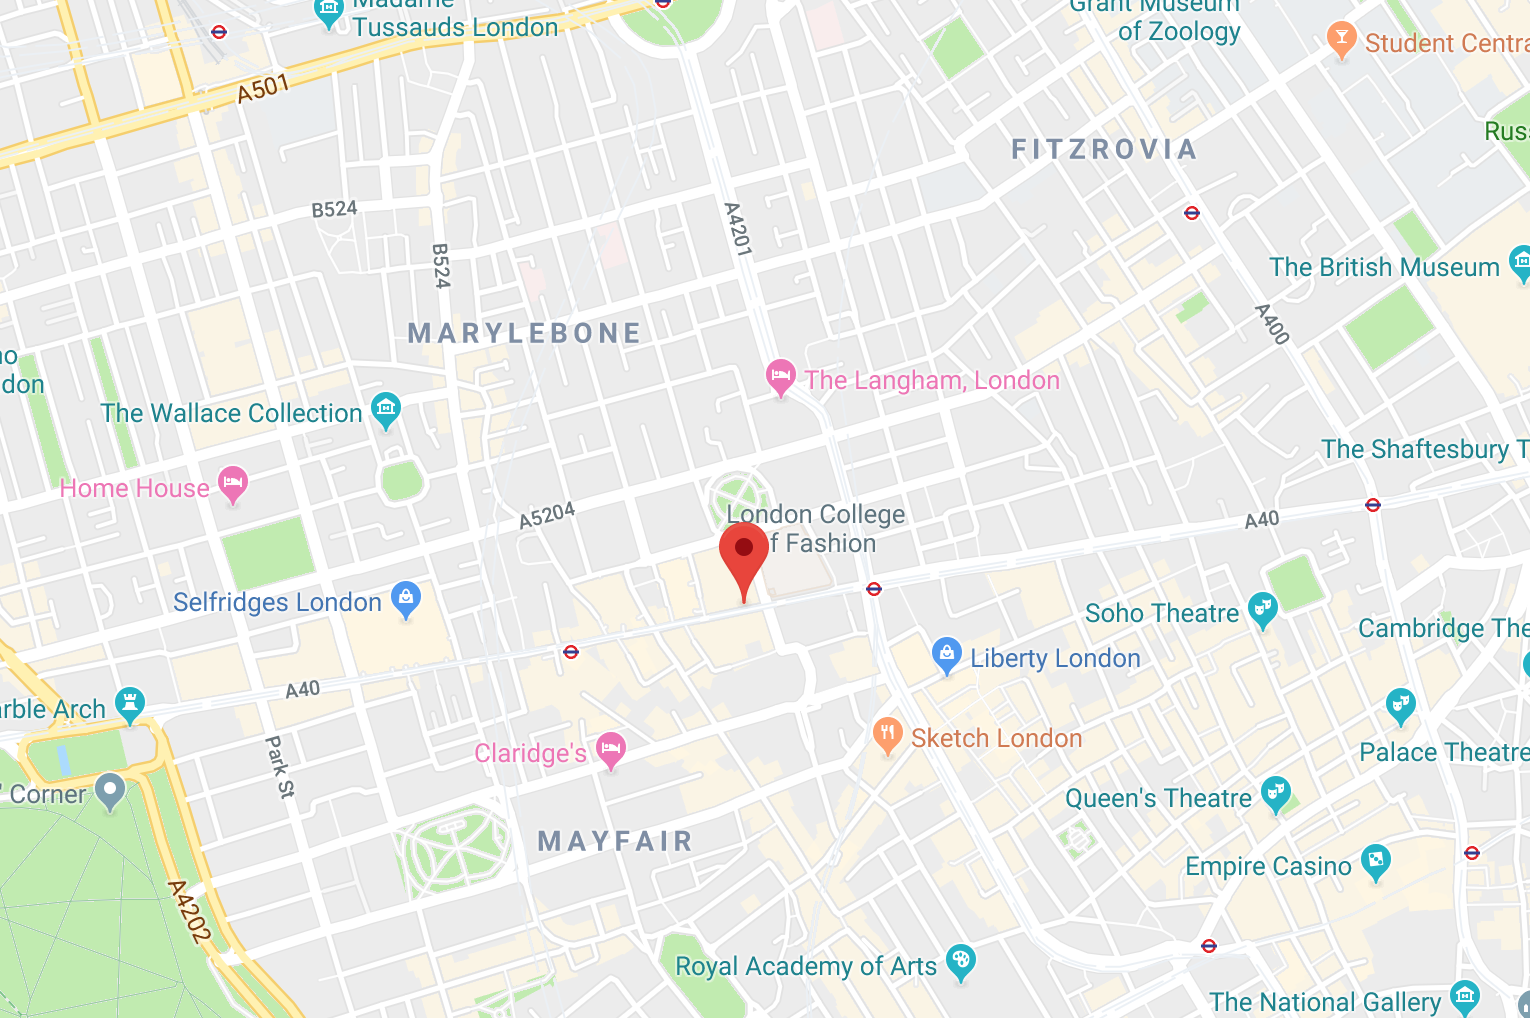 Madame
Tussauds London
Grant Museum
of Zoology
Student Centra
A501
Russ
FITZROVIA
B524
A4201
B524
The British Museum
A400
MARYLEBONE
no
don
The Langham, London
The Wallace Collection
The Shaftesbury T
Home House
A5204
London College
f Fashion
A40
Selfridges London
Soho Theatre
Cambridge The
Liberty London
A40
arble Arch
Park St
Claridge's
Sketch London
Palace Theatre
Corner
Queen's Theatre
MAYFAIR
Empire Casino
A4202
Royal Academy of Arts
The National Gallery